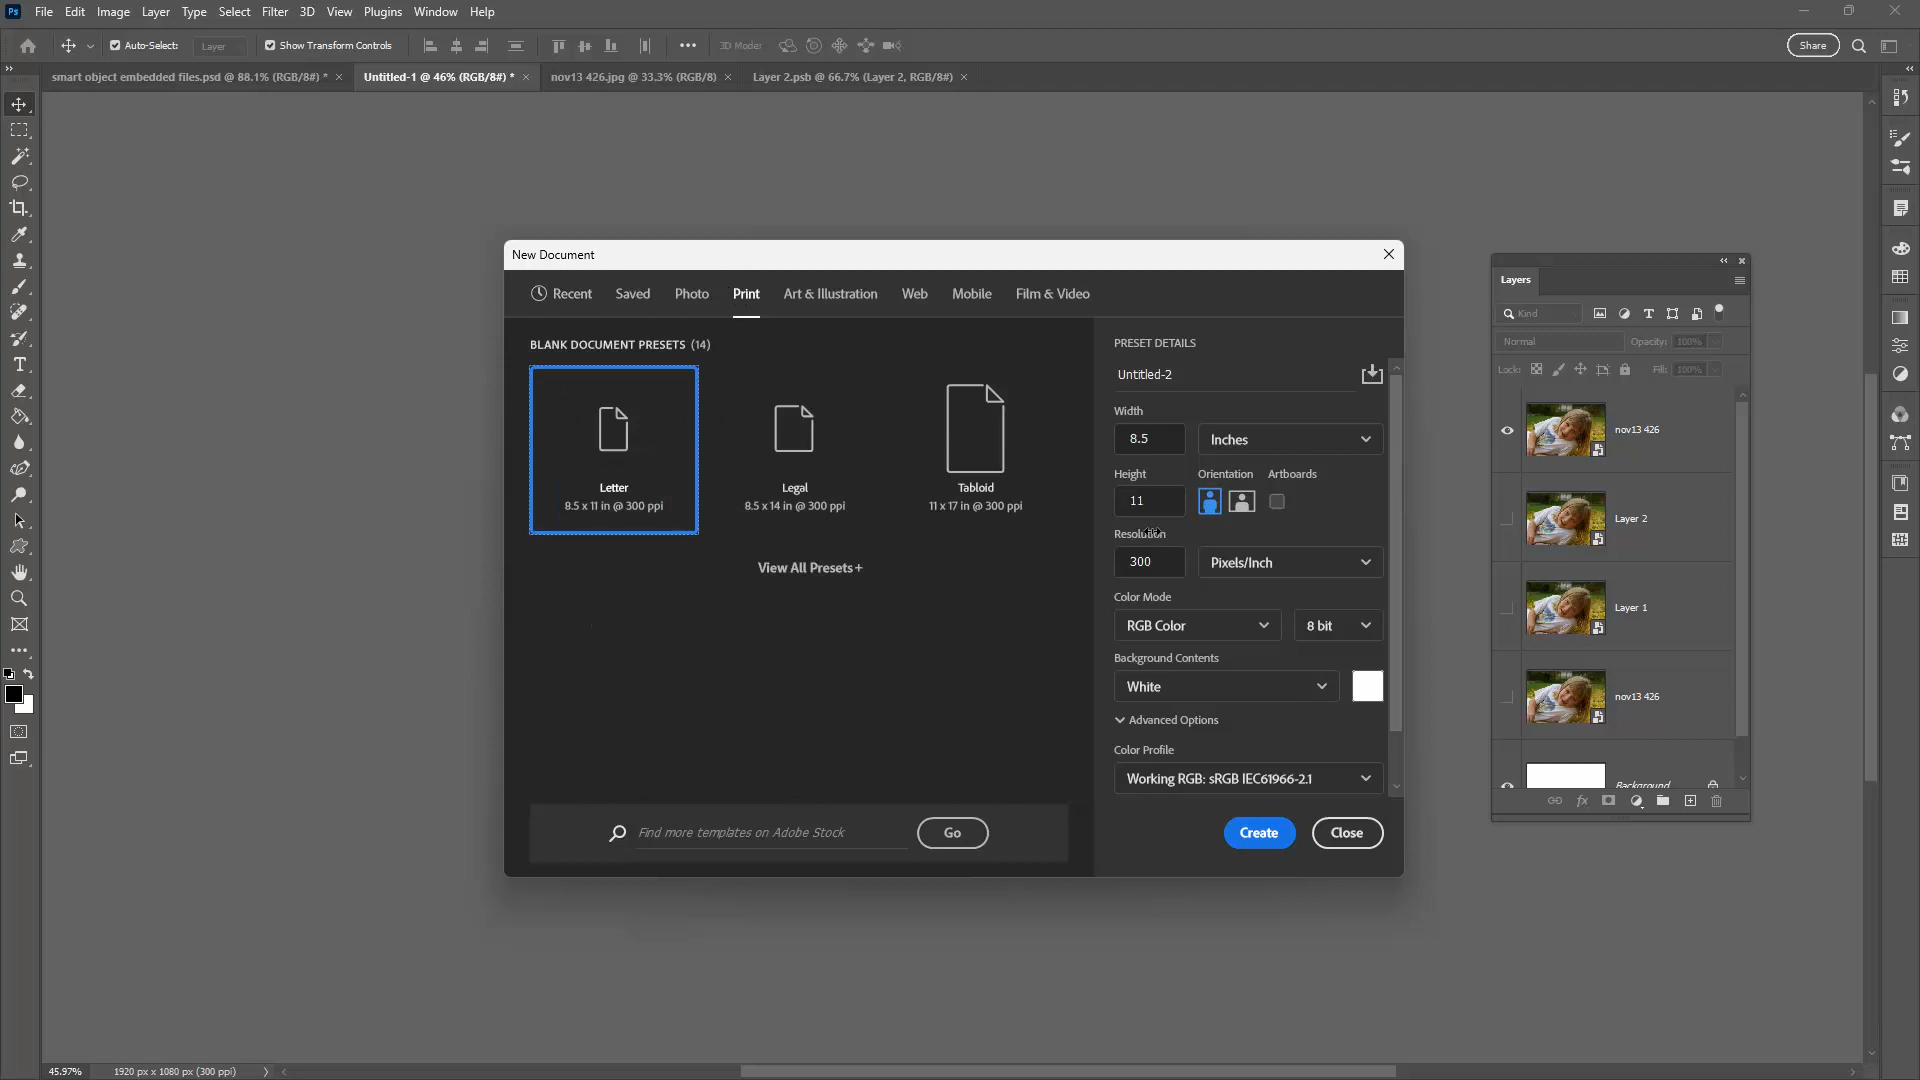 Ps File Edit Image Layer Type Select Filter 3D View Plugins Window Help
Auto-Select: Layer Show Transform Controls 3D Mode: Share
smart object embedded files.psd @ 88.1% (RGB/8#) * Untitled-1 @ 46% (RGB/8#) * nov13 426.jpg @ 33.3% (RGB/8) Layer 2.psb @ 66.7% (Layer 2, RGB/8#)
New Document
Recent Saved Photo Print Art & Illustration Web Mobile Film & Video
BLANK DOCUMENT PRESETS (14)
Letter
8.5 x 11 in @ 300 ppi
Legal
8.5 x 14 in @ 300 ppi
Tabloid
11 x 17 in @ 300 ppi
View All Presets+
Find more templates on Adobe Stock Go
PRESET DETAILS
Untitled-2
Width
8.5 Inches
Height Orientation Artboards
11
Resolution
300 Pixels/Inch
Color Mode
RGB Color 8 bit
Background Contents
White
Advanced Options
Color Profile
Working RGB: sRGB IEC61966-2.1
Create Close
Layers
Kind
Normal Opacity: 100%
Lock: Fill: 100%
nov13 426
Layer 2
Layer 1
nov13 426
Background
fx
45.97% 1920 px x 1080 px (300 ppi)